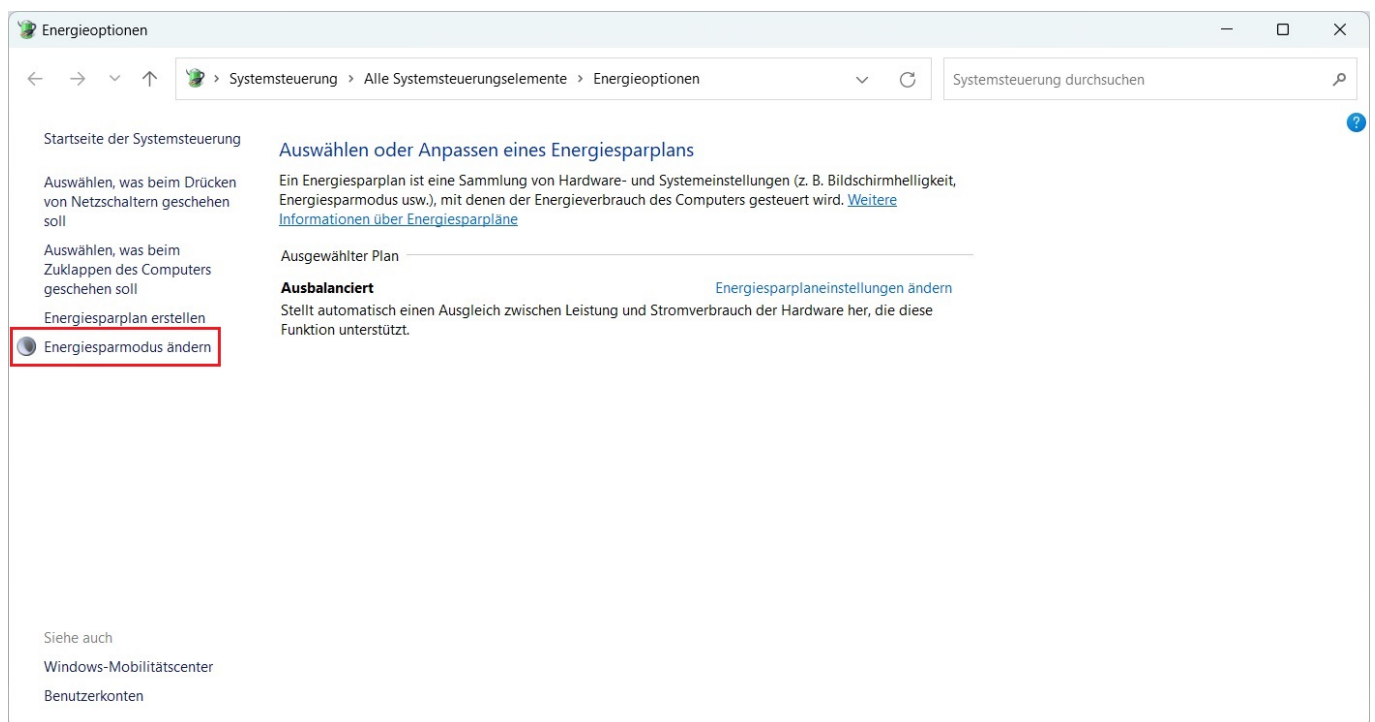 Energieoptionen
Systemsteuerung > Alle Systemsteuerungselemente > Energieoptionen
Systemsteuerung durchsuchen
?
Startseite der Systemsteuerung
Auswählen, was beim Drücken
von Netzschaltern geschehen
soll
Auswählen, was beim
Zuklappen des Computers
geschehen soll
Energiesparplan erstellen
Energiesparmodus ändern
Auswählen oder Anpassen eines Energiesparplans
Ein Energiesparplan ist eine Sammlung von Hardware- und Systemeinstellungen (z. B. Bildschirmhelligkeit,
Energiesparmodus usw.), mit denen der Energieverbrauch des Computers gesteuert wird. Weitere
Informationen über Energiesparpläne
Ausgewählter Plan
Ausbalanciert Energiesparplaneinstellungen ändern
Stellt automatisch einen Ausgleich zwischen Leistung und Stromverbrauch der Hardware her, die diese
Funktion unterstützt.
Siehe auch
Windows-Mobilitätscenter
Benutzerkonten